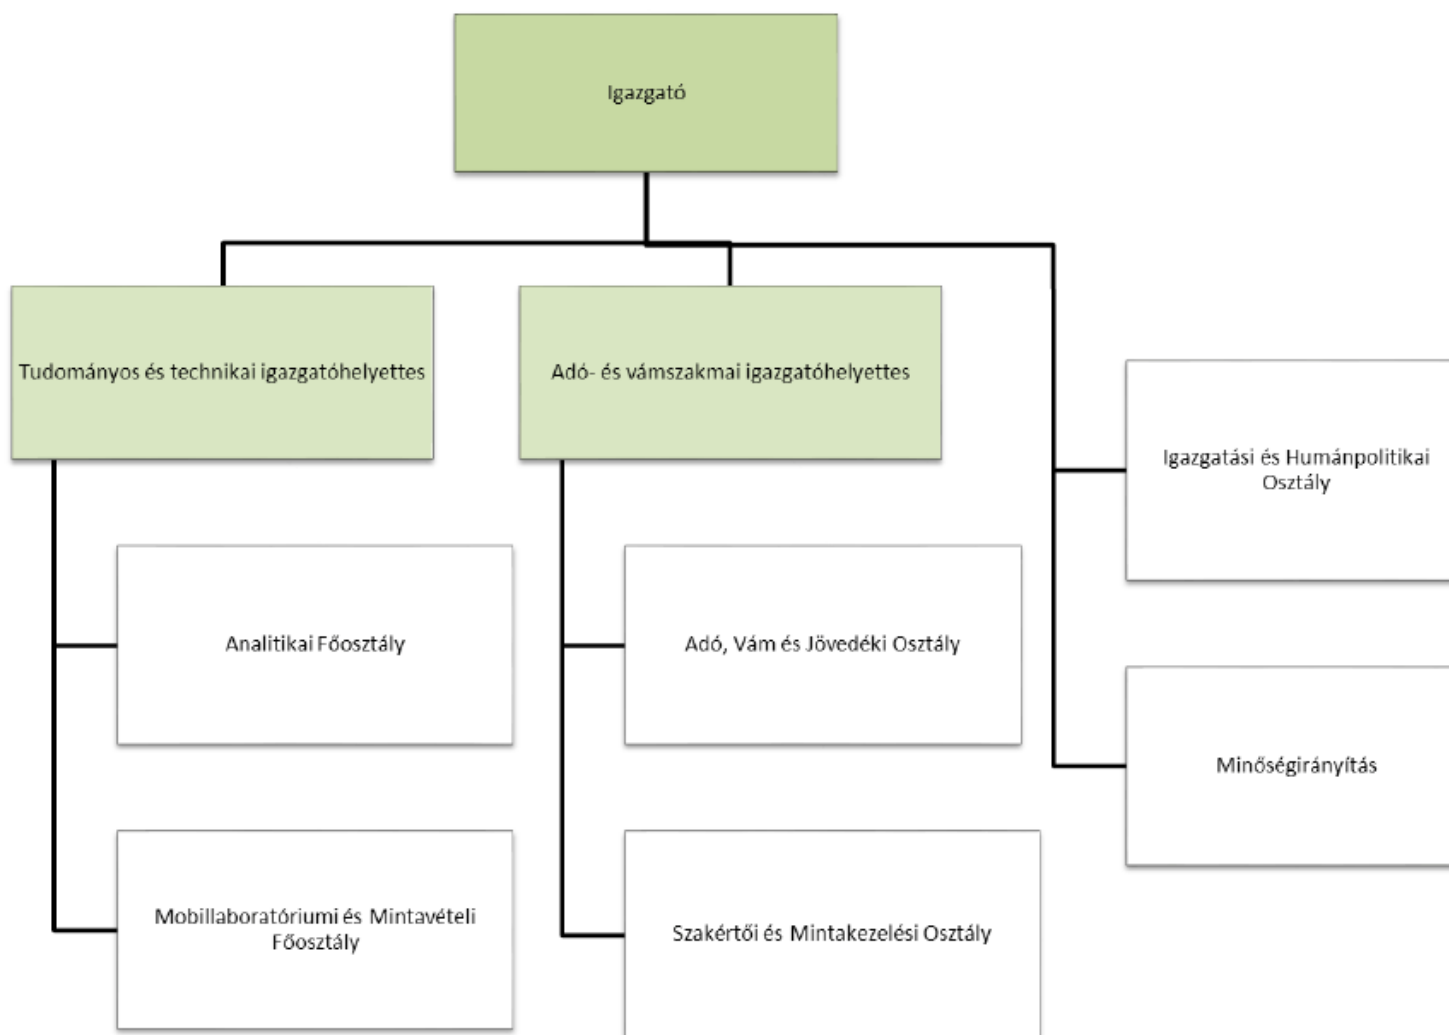 Igazgató
Tudományos és technikai igazgatóhelyettes
Adó- és vámszakmai igazgatóhelyettes
Igazgatási és Humánpolitikai
Osztály
Analitikai Főosztály
Adó, Vám és Jövedéki Osztály
Minőségirányítás
Mobillaboratóriumi és Mintavételi
Főosztály
Szakértői és Mintakezelési Osztály